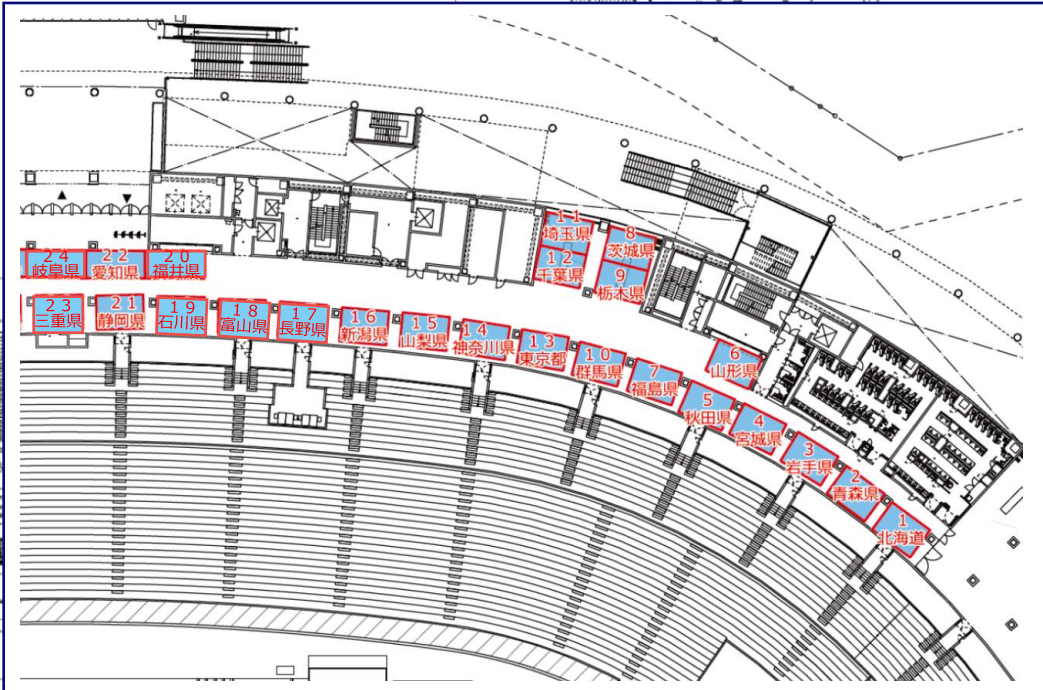 11
埼玉県
12
千葉県
8
茨城県
9
栃木県
24
岐阜県
22
愛知県
20
福井県
23
三重県
21
静岡県
19
石川県
18
富山県
17
長野県
16
新潟県
15
山梨県
14
神奈川県
13
東京都
10
群馬県
7
福島県
6
山形県
5
秋田県
4
宮城県
3
岩手県
2
青森県
1
北海道